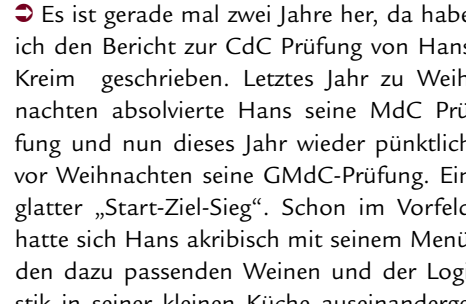 ➲ Es ist gerade mal zwei Jahre her, da habe
ich den Bericht zur CdC Prüfung von Hans
Kreim geschrieben. Letztes Jahr zu Weih
nachten absolvierte Hans seine MdC Prü
fung und nun dieses Jahr wieder pünktlich
vor Weihnachten seine GMdC-Prüfung. Ein
glatter „Start-Ziel-Sieg“. Schon im Vorfeld
hatte sich Hans akribisch mit seinem Menü
den dazu passenden Weinen und der Logi
stik in seiner kleinen Küche auseinanderge